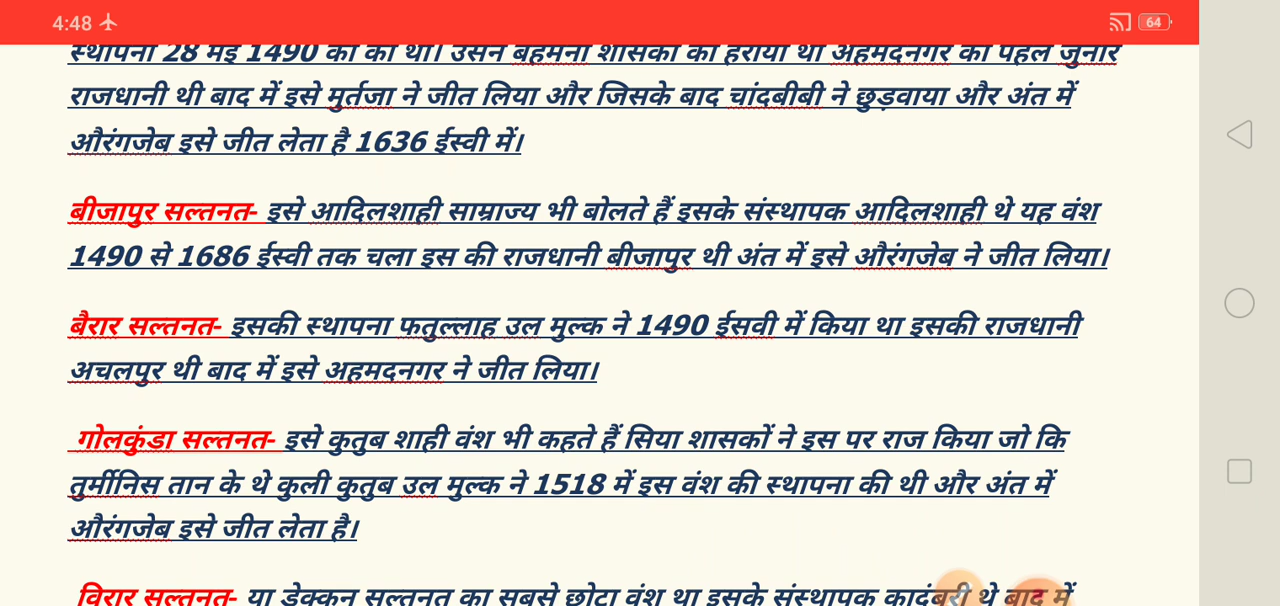 4:48
64
स्थापना 28 मई 1490 को की थी। उसने बहमनी शासकों को हराया था अहमदनगर की पहले जुनार
राजधानी थी बाद में इसे मुर्तजा ने जीत लिया और जिसके बाद चांदबीबी ने छुड़वाया और अंत में
औरंगजेब इसे जीत लेता है 1636 ईस्वी में।
बीजापुर सल्तनत- इसे आदिलशाही साम्राज्य भी बोलते हैं इसके संस्थापक आदिलशाही थे यह वंश
1490 से 1686 ईस्वी तक चला इस की राजधानी बीजापुर थी अंत में इसे औरंगजेब ने जीत लिया।
बैरार सल्तनत- इसकी स्थापना फतुल्लाह उल मुल्क ने 1490 ईसवी में किया था इसकी राजधानी
अचलपुर थी बाद में इसे अहमदनगर ने जीत लिया।
गोलकुंडा सल्तनत- इसे कुतुब शाही वंश भी कहते हैं सिया शासकों ने इस पर राज किया जो कि
तुर्मीनिस तान के थे कुली कुतुब उल मुल्क ने 1518 में इस वंश की स्थापना की थी और अंत में
औरंगजेब इसे जीत लेता है।
विरार सल्तनत- या डेक्कन सल्तनत का सबसे छोटा वंश था इसके संस्थापक कादंबरी थे बाद में